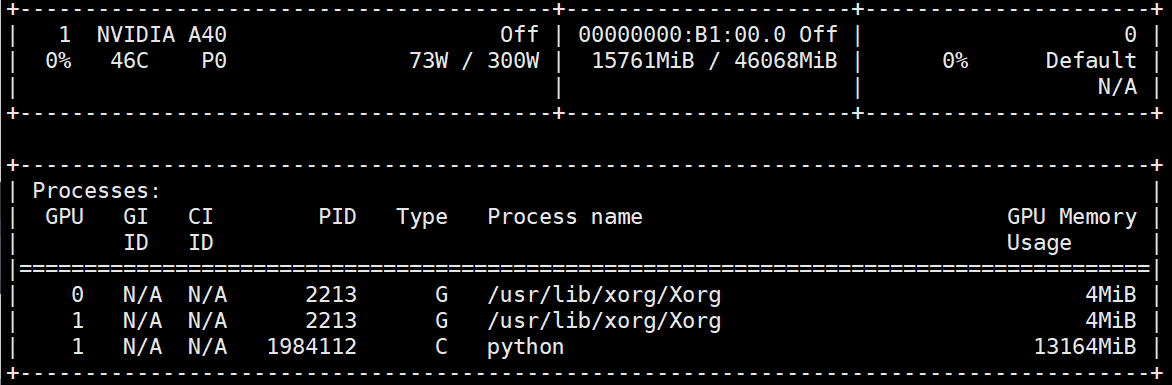 +-----------------------------------------+----------------------+----------------------+
|   1  NVIDIA A40                     Off | 00000000:B1:00.0 Off |                    0 |
| 0%   46C    P0              73W / 300W |  15761MiB / 46068MiB |      0%      Default |
|                                         |                      |                  N/A |
+-----------------------------------------+----------------------+----------------------+
+---------------------------------------------------------------------------------------+
| Processes:                                                                            |
|  GPU   GI   CI        PID   Type   Process name                            GPU Memory |
|        ID   ID                                                             Usage      |
|=======================================================================================|
|    0   N/A  N/A      2213      G   /usr/lib/xorg/Xorg                            4MiB |
|    1   N/A  N/A      2213      G   /usr/lib/xorg/Xorg                            4MiB |
|    1   N/A  N/A   1984112      C   python                                    13164MiB |
+---------------------------------------------------------------------------------------+